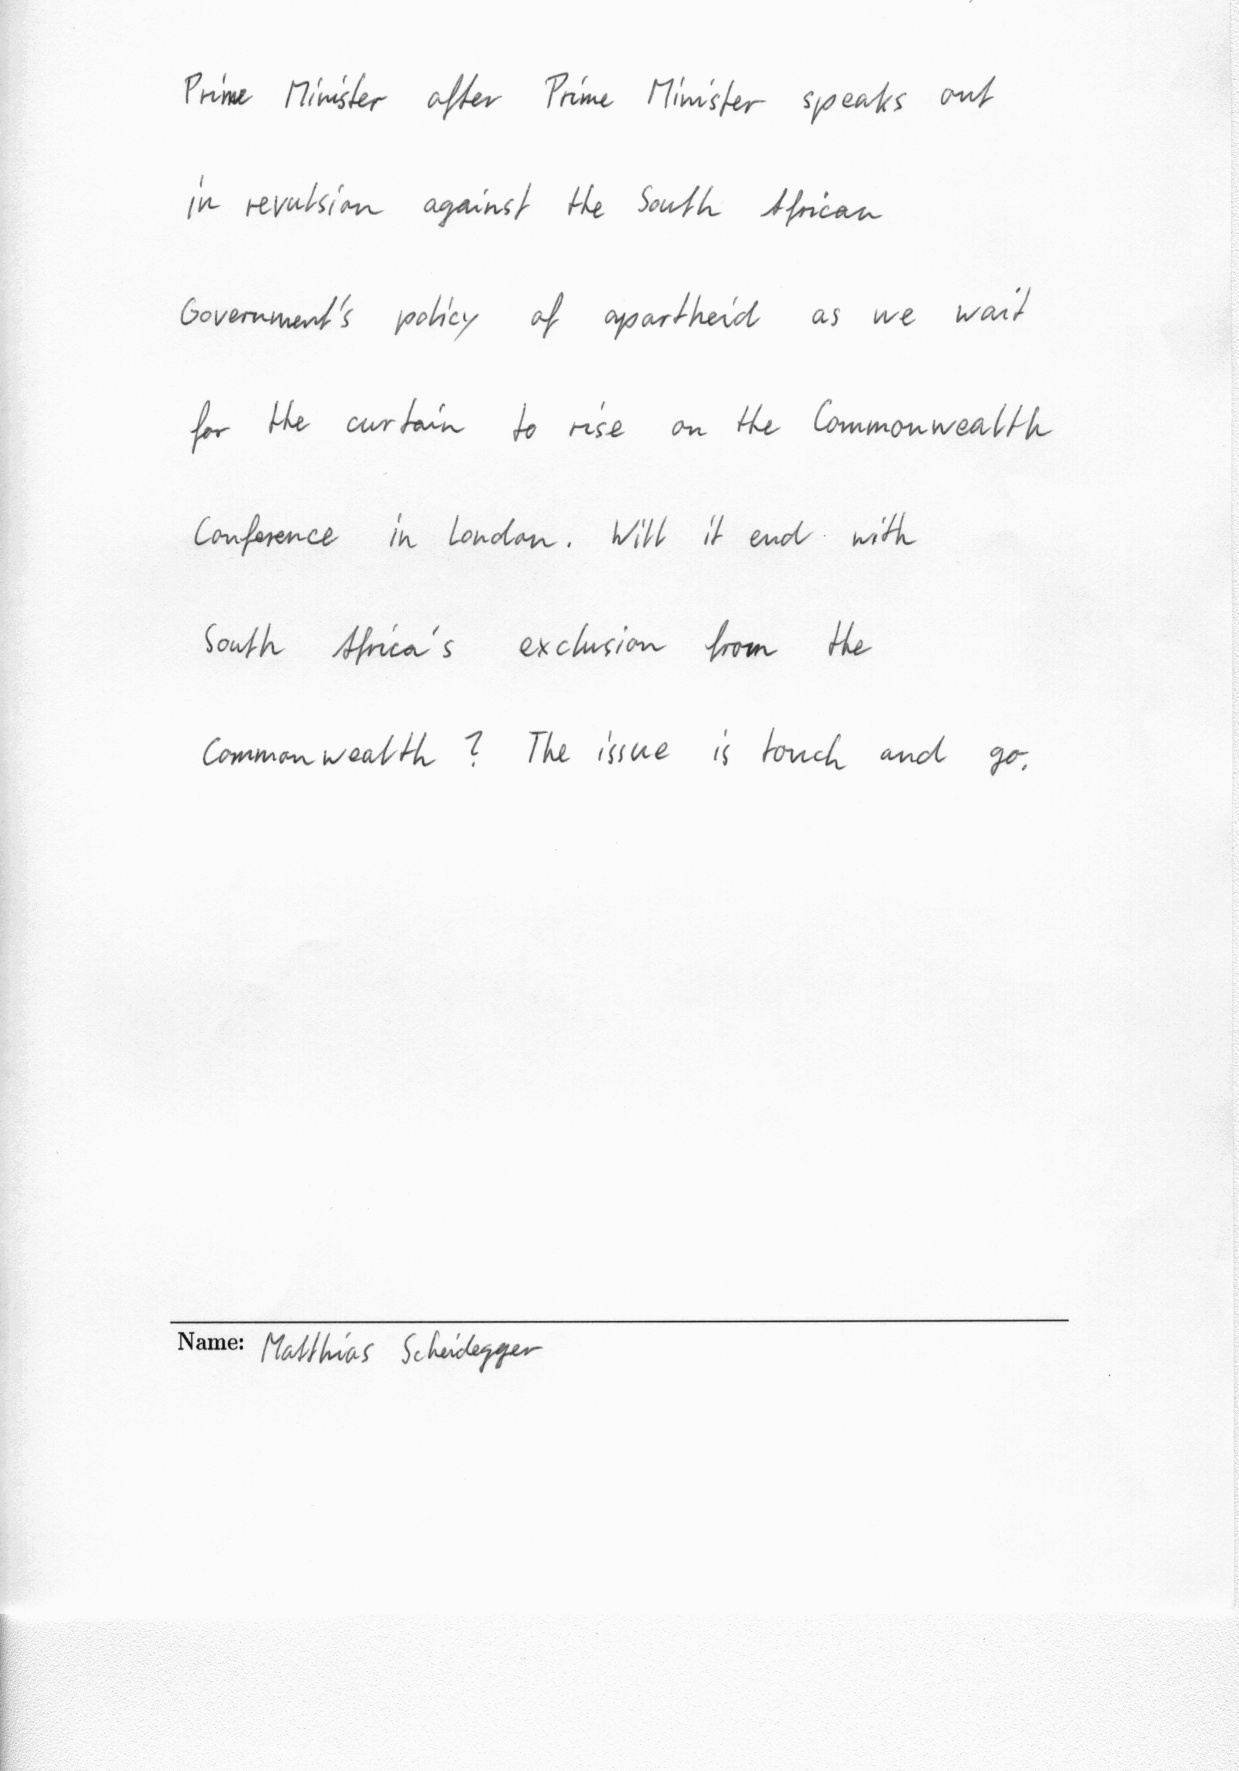 Prime Minister after Prime Minister speaks out
in revulsion against the South African
Government's policy of apartheid as we wait
for the curtain to rise on the Commonwealth
Conference in London. Will it end with
South Africa's exclusion from the
Commonwealth? The issue is touch and go.
Name: Matthias Scheidegger